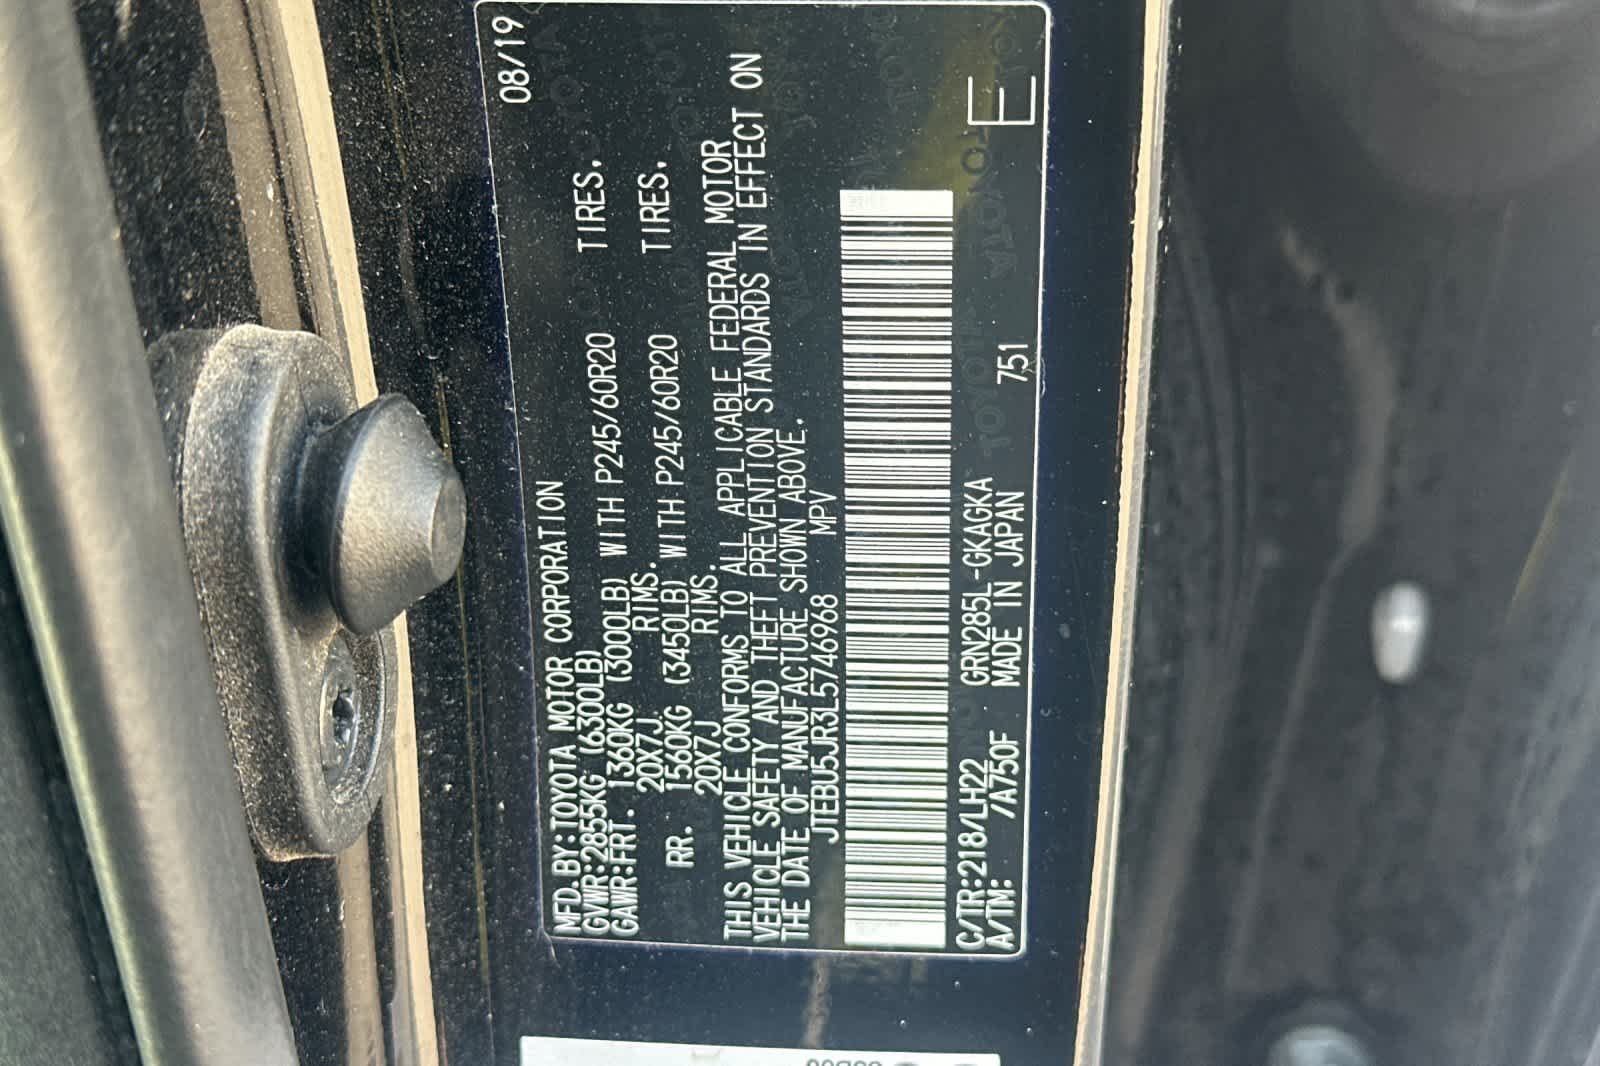 08/19
MFD.BY:TOYOTA MOTOR CORPORATION
GVWR:2855KG (6300LB)
GAWR:FRT. 1360KG (3000LB) WITH P245/60R20 TIRES.
20X7J RIMS.
RR. 1560KG (3450LB) WITH P245/60R20 TIRES.
20X7J RIMS.
THIS VEHICLE CONFORMS TO ALL APPLICABLE FEDERAL MOTOR
VEHICLE SAFETY AND THEFT PREVENTION STANDARDS IN EFFECT ON
THE DATE OF MANUFACTURE SHOWN ABOVE.
JTEBU5JR3L5746968 MPV
C/TR:218/LH22 GRN285L-GKAGKA
A/TM: /A750F MADE IN JAPAN 751
E
TOYOTA